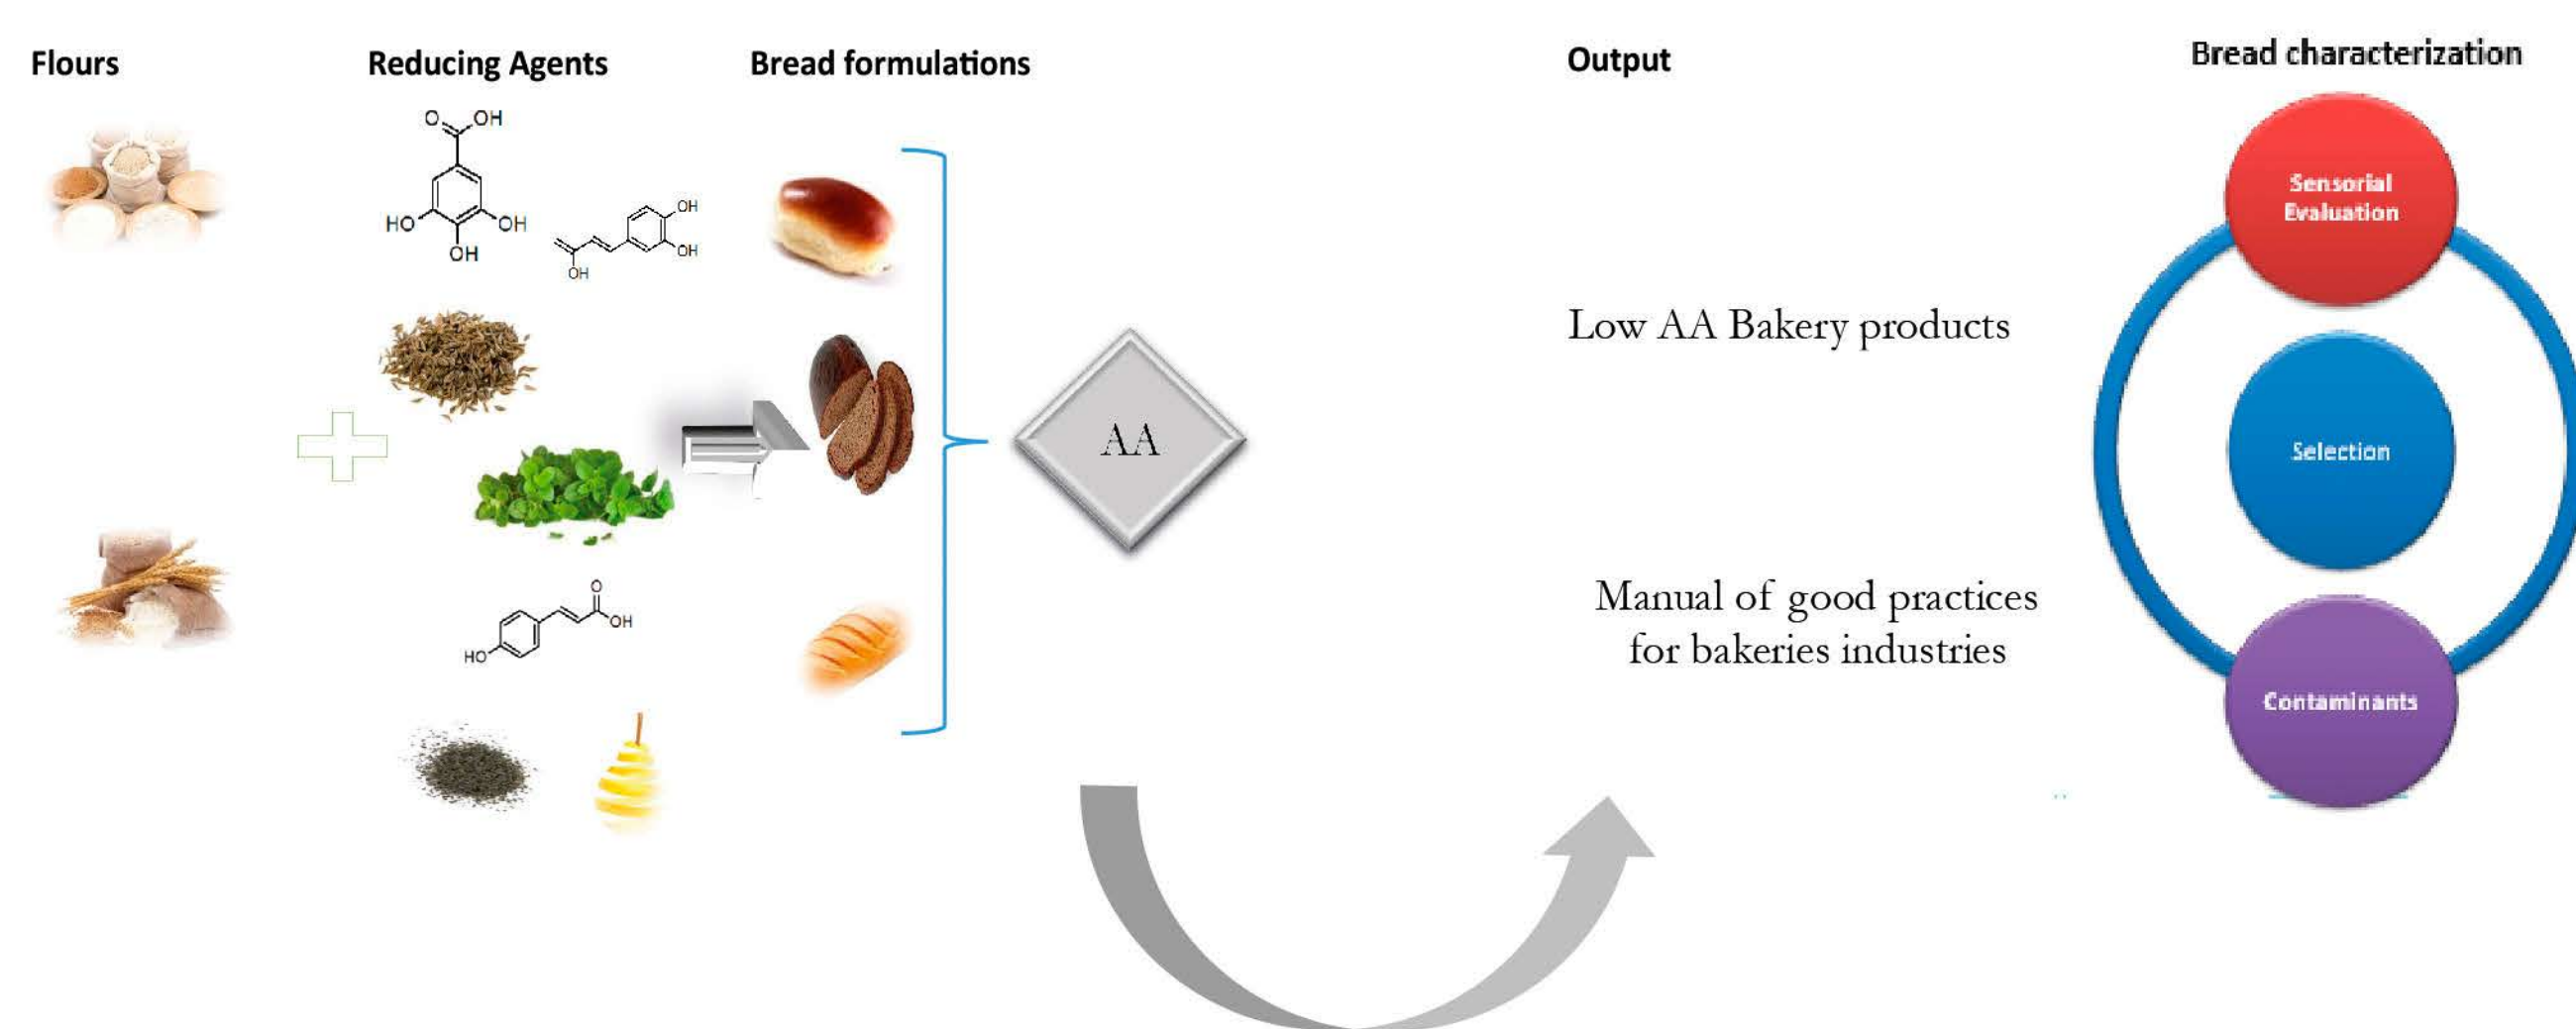 Flours
Reducing Agents
Bread formulations
Output
Bread characterization
O
OH
HO
OH
OH
OH
OH
OH
Sensorial
Evaluation
Low AA Bakery products
AA
Selection
Manual of good practices
for bakeries industries
O
OH
HO
Contaminants